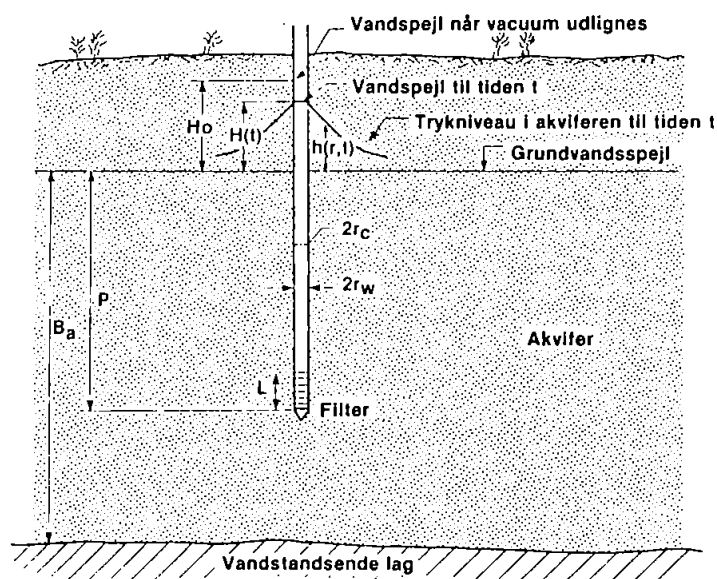 Vandspejl når vacuum udlignes
Vandspejl til tiden t
Ho
H(t)
h(r,t)
Trykniveau i akviferen til tiden t
Grundvandsspejl
2rc
2rw
P
Ba
L
Akvifer
Filter
Vandstandsende lag